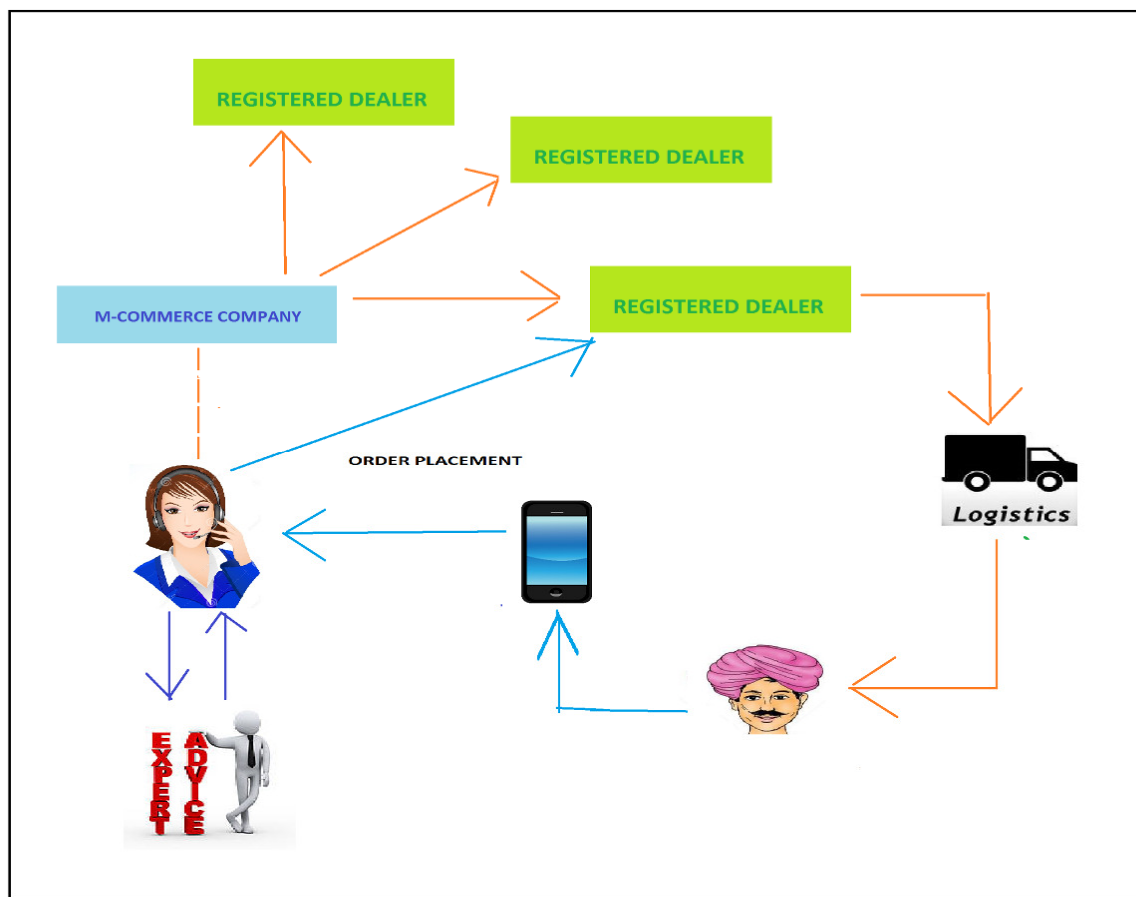 REGISTERED DEALER
REGISTERED DEALER
REGISTERED DEALER
M-COMMERCE COMPANY
ORDER PLACEMENT
Logistics
EXPERT
ADVICE